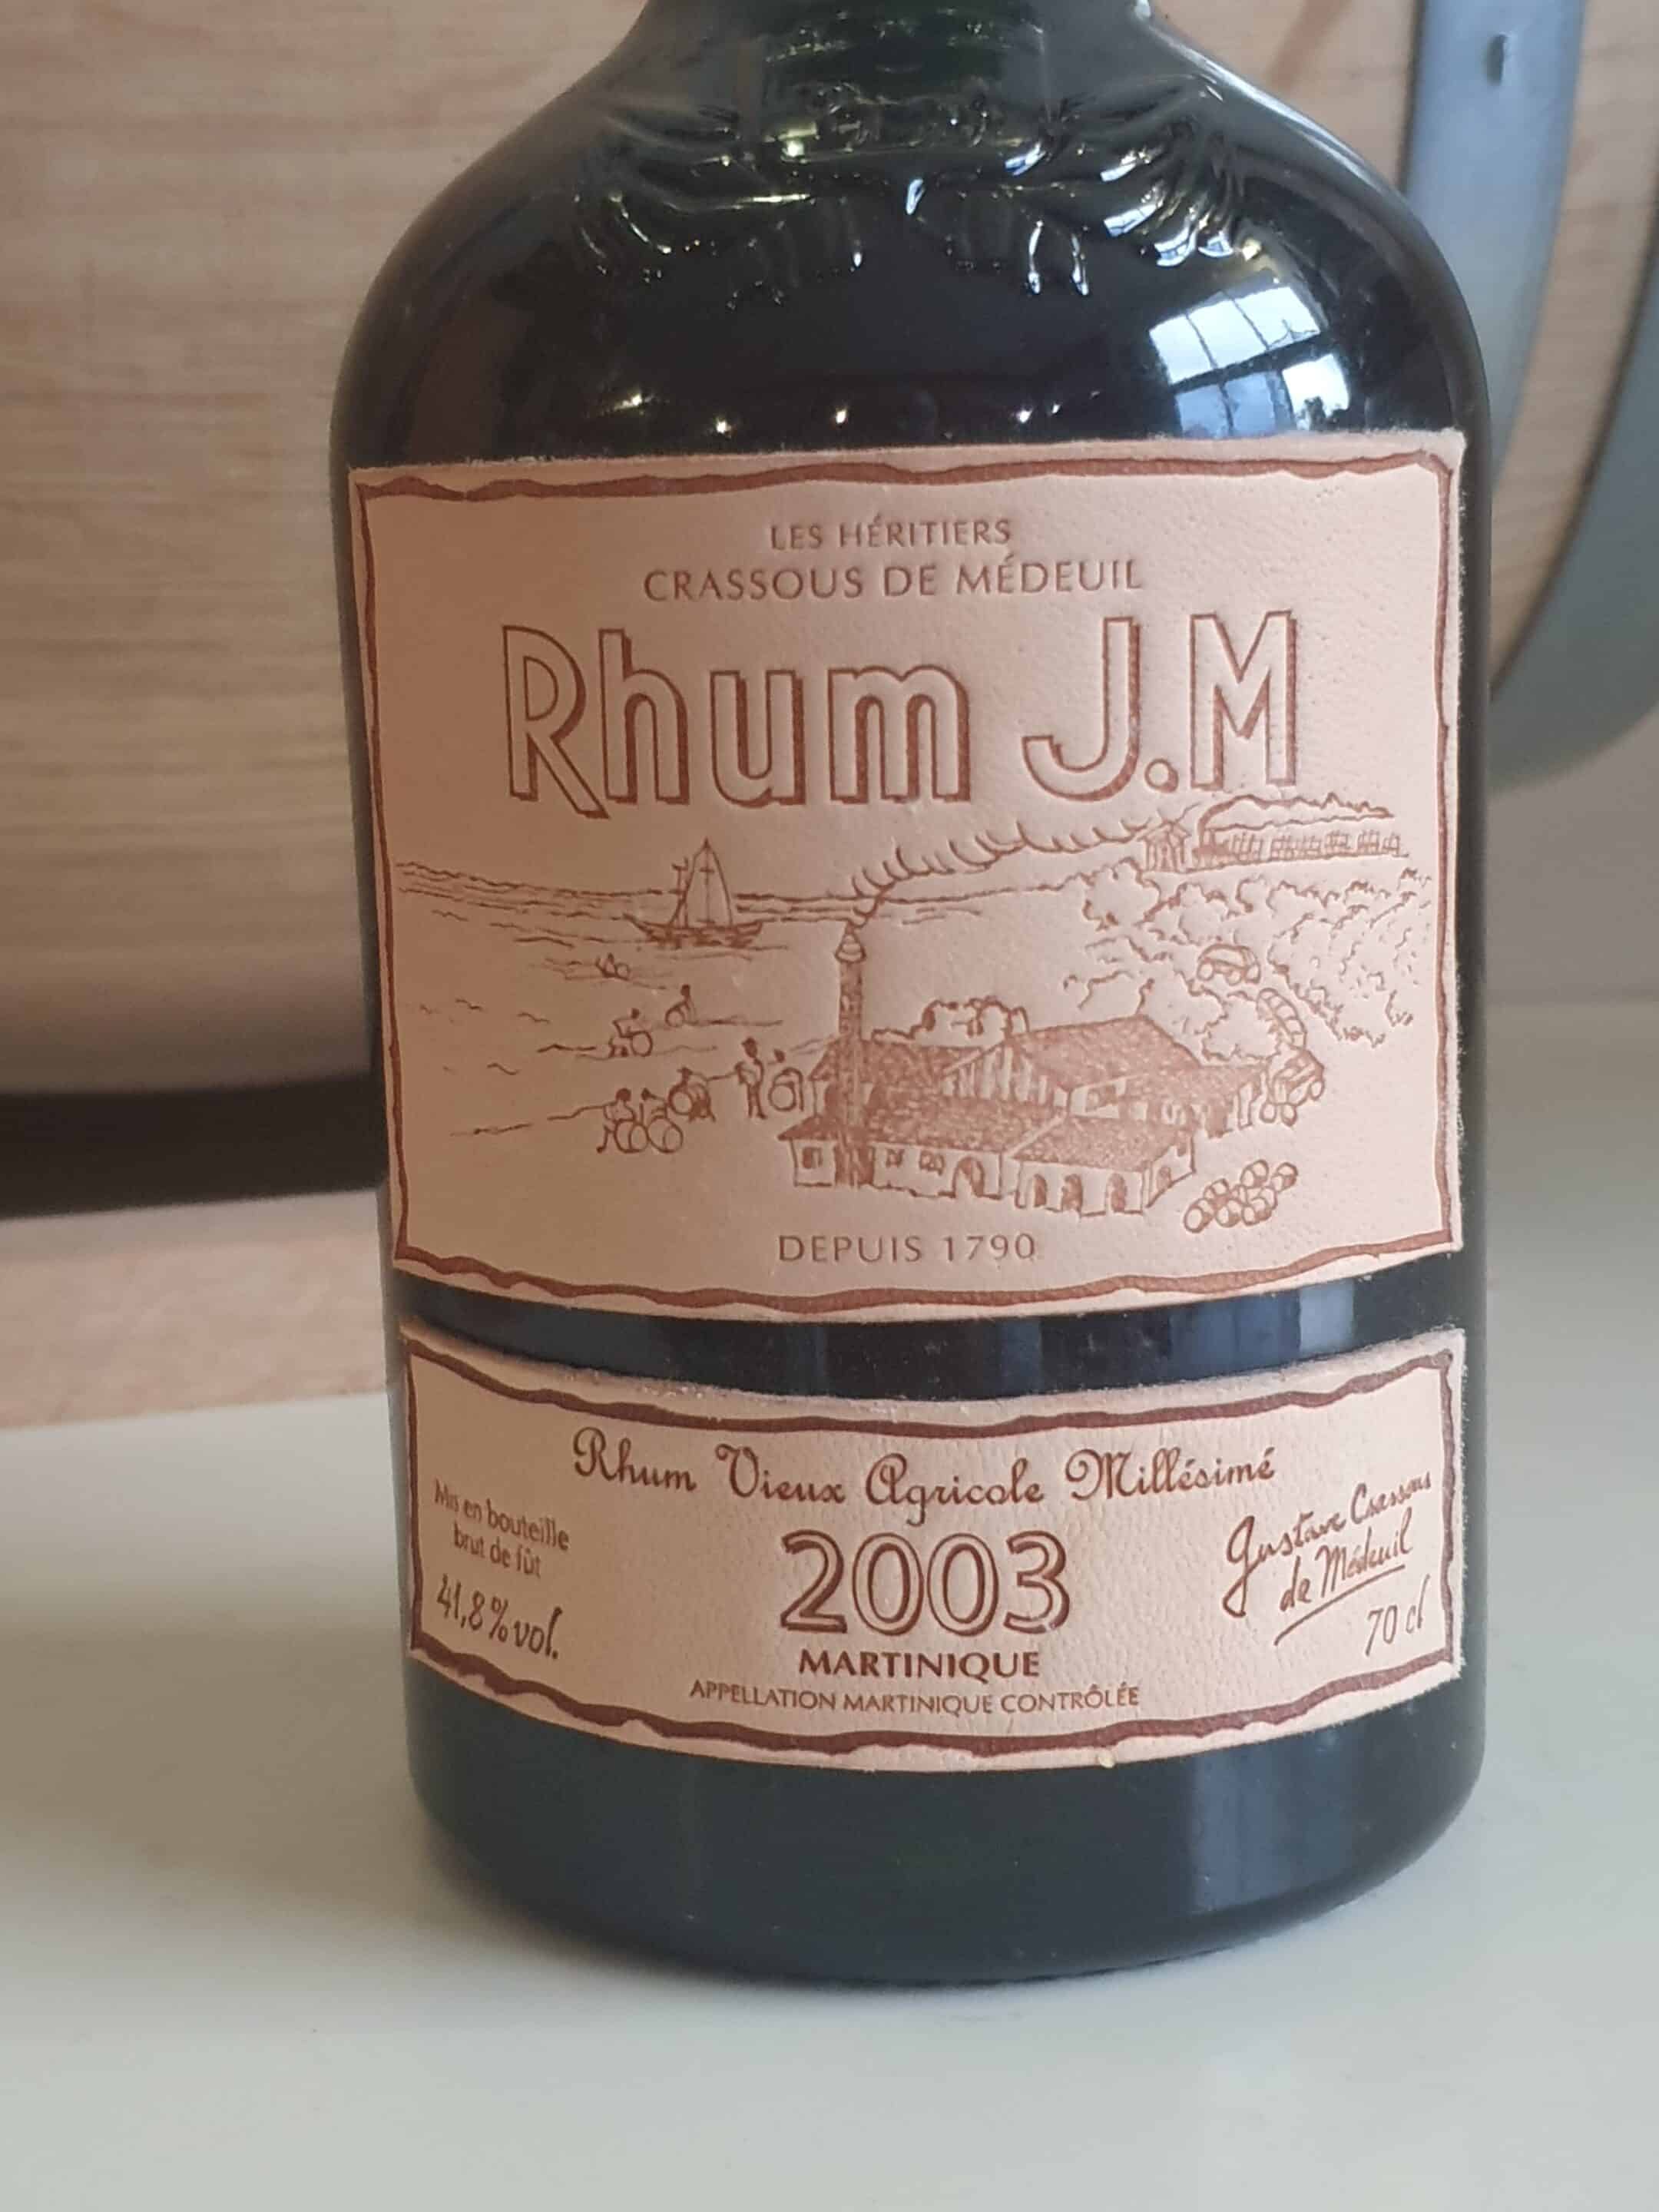 LES HÉRITIERS
CRASSOUS DE MÉDEUIL
Rhum J.M
DEPUIS 1790
Rhum Vieux Agricole Millésimé
Mis en bouteille
brut de fût
41,8% vol.
2003
MARTINIQUE
APPELLATION MARTINIQUE CONTRÔLÉE
Gustave Crassous
de Médeuil
70 cl